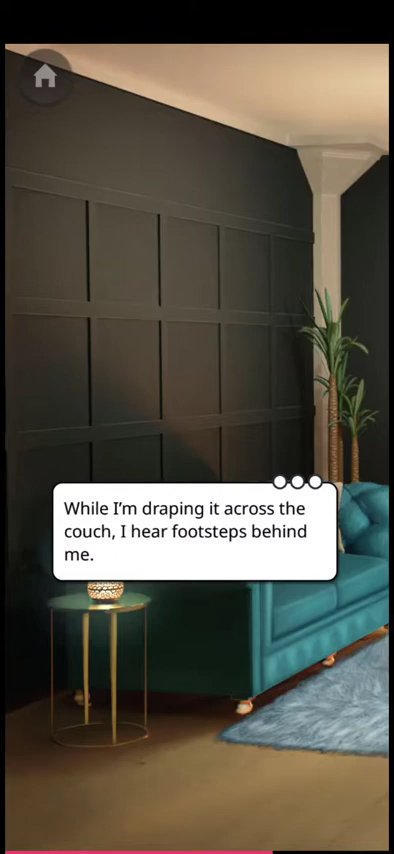 While I’m draping it across the
couch, I hear footsteps behind
me.